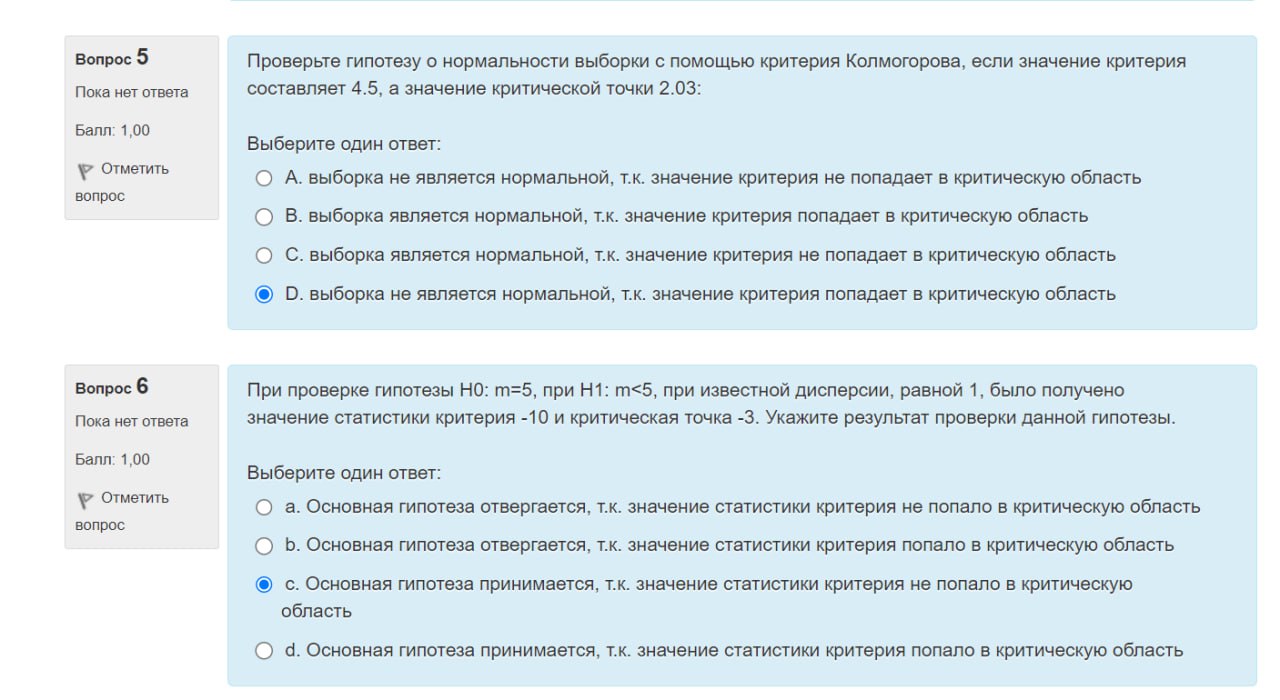 Вопрос 5
Пока нет ответа
Балл: 1,00
Отметить
вопрос
Проверьте гипотезу о нормальности выборки с помощью критерия Колмогорова, если значение критерия
составляет 4.5, а значение критической точки 2.03:
Выберите один ответ:
A. выборка не является нормальной, т.к. значение критерия не попадает в критическую область
B. выборка является нормальной, т.к. значение критерия попадает в критическую область
C. выборка является нормальной, т.к. значение критерия не попадает в критическую область
D. выборка не является нормальной, т.к. значение критерия попадает в критическую область
Вопрос 6
Пока нет ответа
Балл: 1,00
Отметить
вопрос
При проверке гипотезы H0: m=5, при H1: m<5, при известной дисперсии, равной 1, было получено
значение статистики критерия -10 и критическая точка -3. Укажите результат проверки данной гипотезы.
Выберите один ответ:
a. Основная гипотеза отвергается, т.к. значение статистики критерия не попало в критическую область
b. Основная гипотеза отвергается, т.к. значение статистики критерия попало в критическую область
c. Основная гипотеза принимается, т.к. значение статистики критерия не попало в критическую
область
d. Основная гипотеза принимается, т.к. значение статистики критерия попало в критическую область